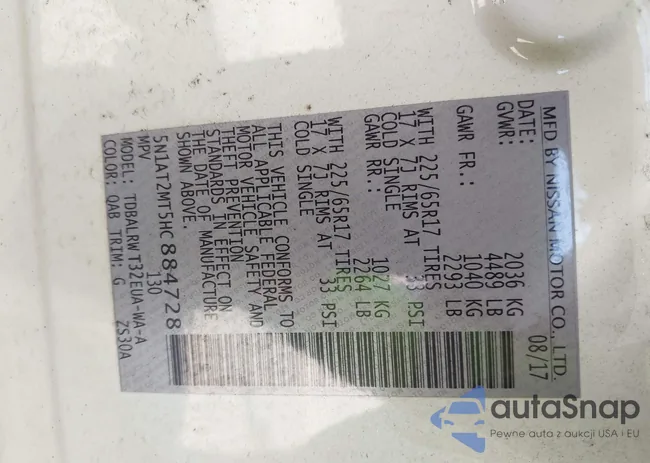 MFD BY NISSAN MOTOR CO., LTD.
DATE: 08/17
GVWR: 2036 KG
4489 LB
GAWR FR.: 1040 KG
2293 LB
WITH 225/65R17 TIRES
17 X 7J RIMS AT 33 PSI
COLD SINGLE
GAWR RR.: 1027 KG
2264 LB
WITH 225/65R17 TIRES
17 X 7J RIMS AT 33 PSI
COLD SINGLE
THIS VEHICLE CONFORMS TO
ALL APPLICABLE FEDERAL
MOTOR VEHICLE SAFETY AND
THEFT PREVENTION
STANDARDS IN EFFECT ON
THE DATE OF MANUFACTURE
SHOWN ABOVE.
5N1AT2MT5HC884728
MPV 130
MODEL: TDBALRWT32EUA-WA-A
COLOR: QAB TRIM: G ZS30A
autaSnap
Pewne auta z aukcji USA i EU